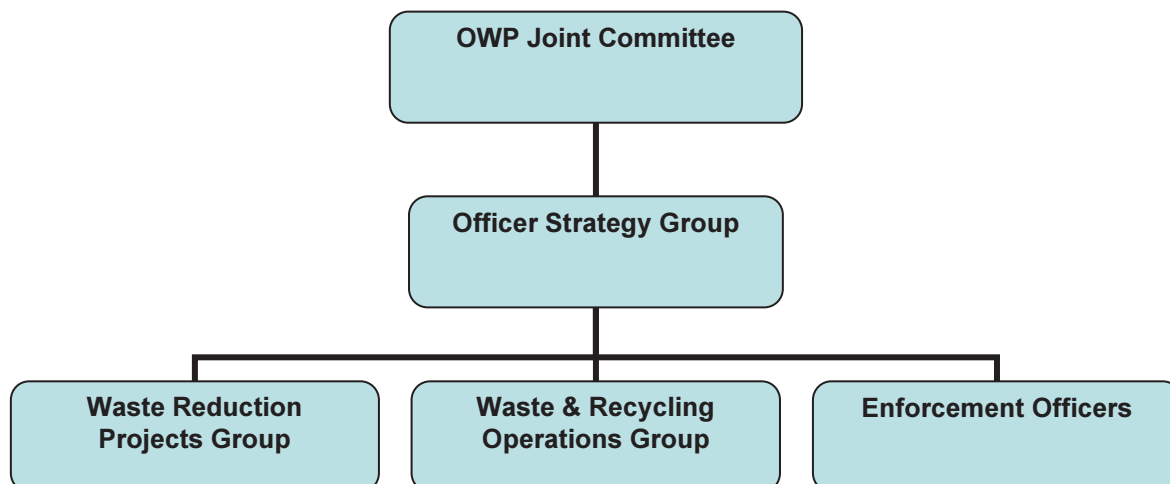 OWP Joint Committee
Officer Strategy Group
Waste Reduction
Projects Group
Waste & Recycling
Operations Group
Enforcement Officers